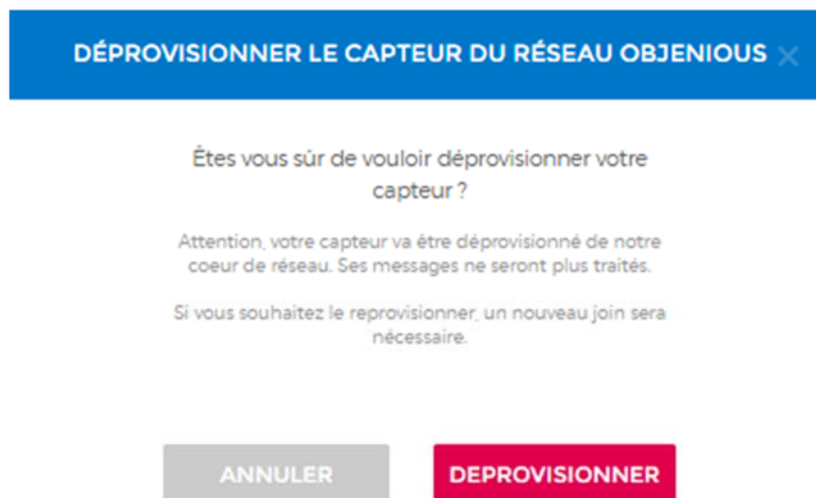 DÉPROVISIONNER LE CAPTEUR DU RÉSEAU OBJENIOUS ×
Êtes vous sûr de vouloir déprovisionner votre
capteur ?
Attention, votre capteur va être déprovisionné de notre
coeur de réseau. Ses messages ne seront plus traités.
Si vous souhaitez le reprovisionner, un nouveau join sera
nécessaire.
ANNULER DEPROVISIONNER